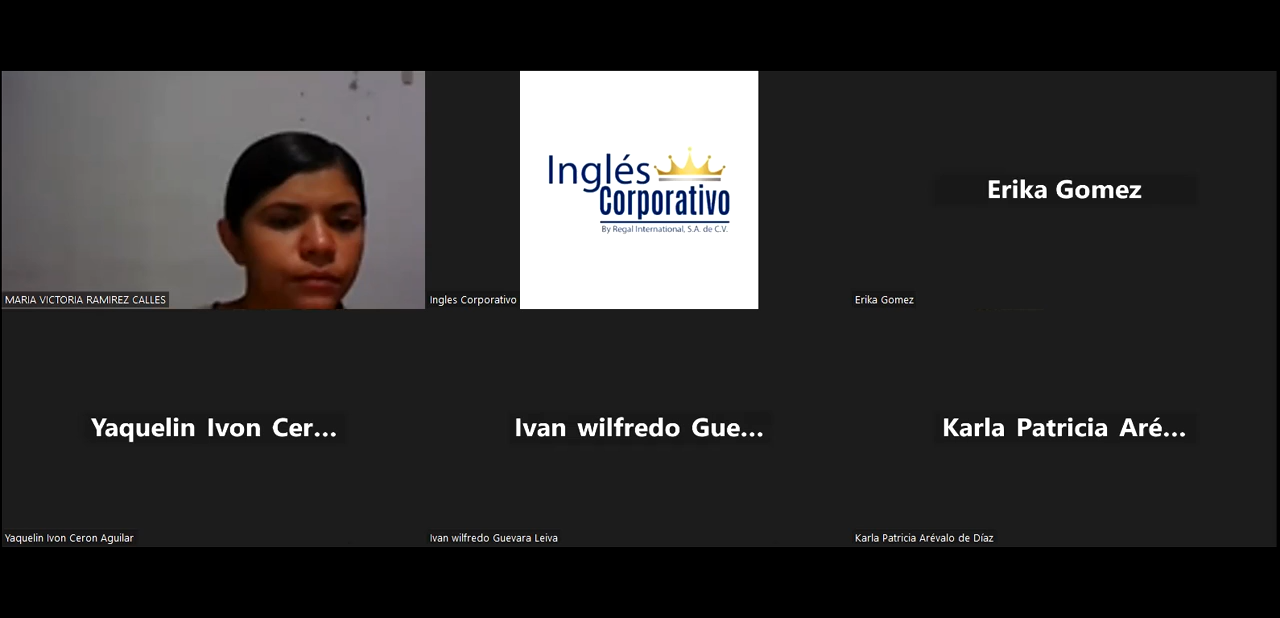 Inglés
Corporativo
By Regal International, S.A. de C.V.
Erika Gomez
MARIA VICTORIA RAMIREZ CALLES
Ingles Corporativo
Erika Gomez
Yaquelin Ivon Cer...
Ivan wilfredo Gue...
Karla Patricia Aré...
Yaquelin Ivon Ceron Aguilar
Ivan wilfredo Guevara Leiva
Karla Patricia Arévalo de Díaz